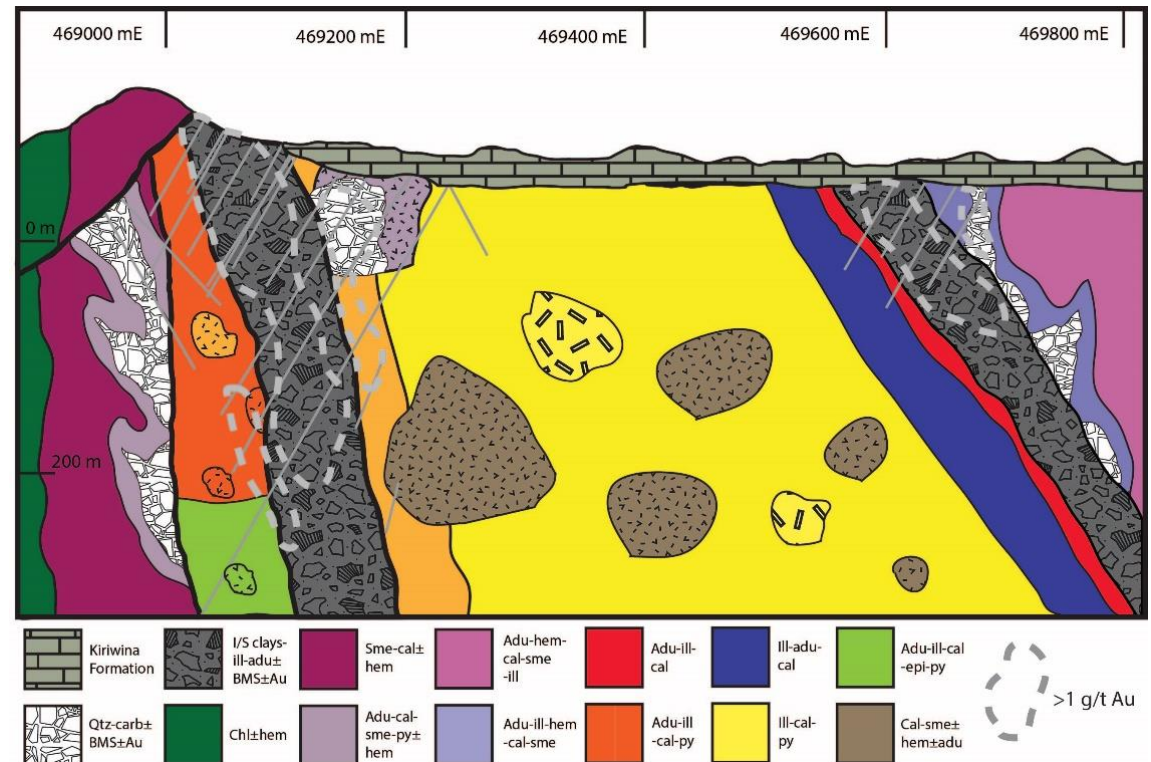 469000 mE
469200 mE
469400 mE
469600 mE
469800 mE
0 m
200 m
Kiriwina
Formation
I/S clays-
ill-adu±
BMS±Au
Sme-cal±
hem
Adu-hem-
cal-sme
-ill
Adu-ill-
cal
Ill-adu-
cal
Adu-ill-cal
-epi-py
>1 g/t Au
Qtz-carb±
BMS±Au
Chl±hem
Adu-cal-
sme-py±
hem
Adu-ill-hem
-cal-sme
Adu-ill
-cal-py
Ill-cal-
py
Cal-sme±
hem±adu